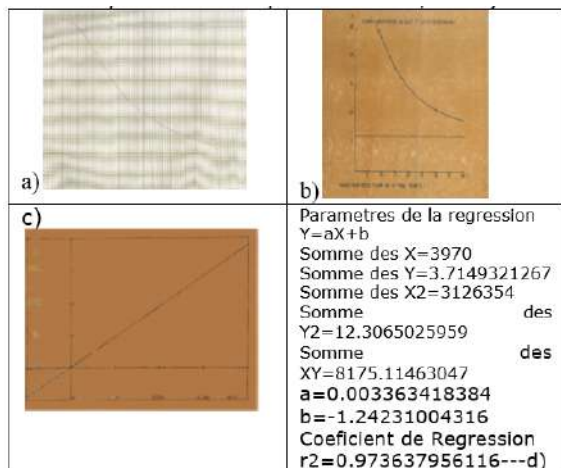 a)
b)
c)
Parametres de la regression
Y=aX+b
Somme des X=3970
Somme des Y=3.7149321267
Somme des X2=3126354
Somme des
Y2=12.3065025959
Somme des
XY=8175.11463047
a=0.003363418384
b=-1.24231004316
Coeficient de Regression
r2=0.973637956116---d)